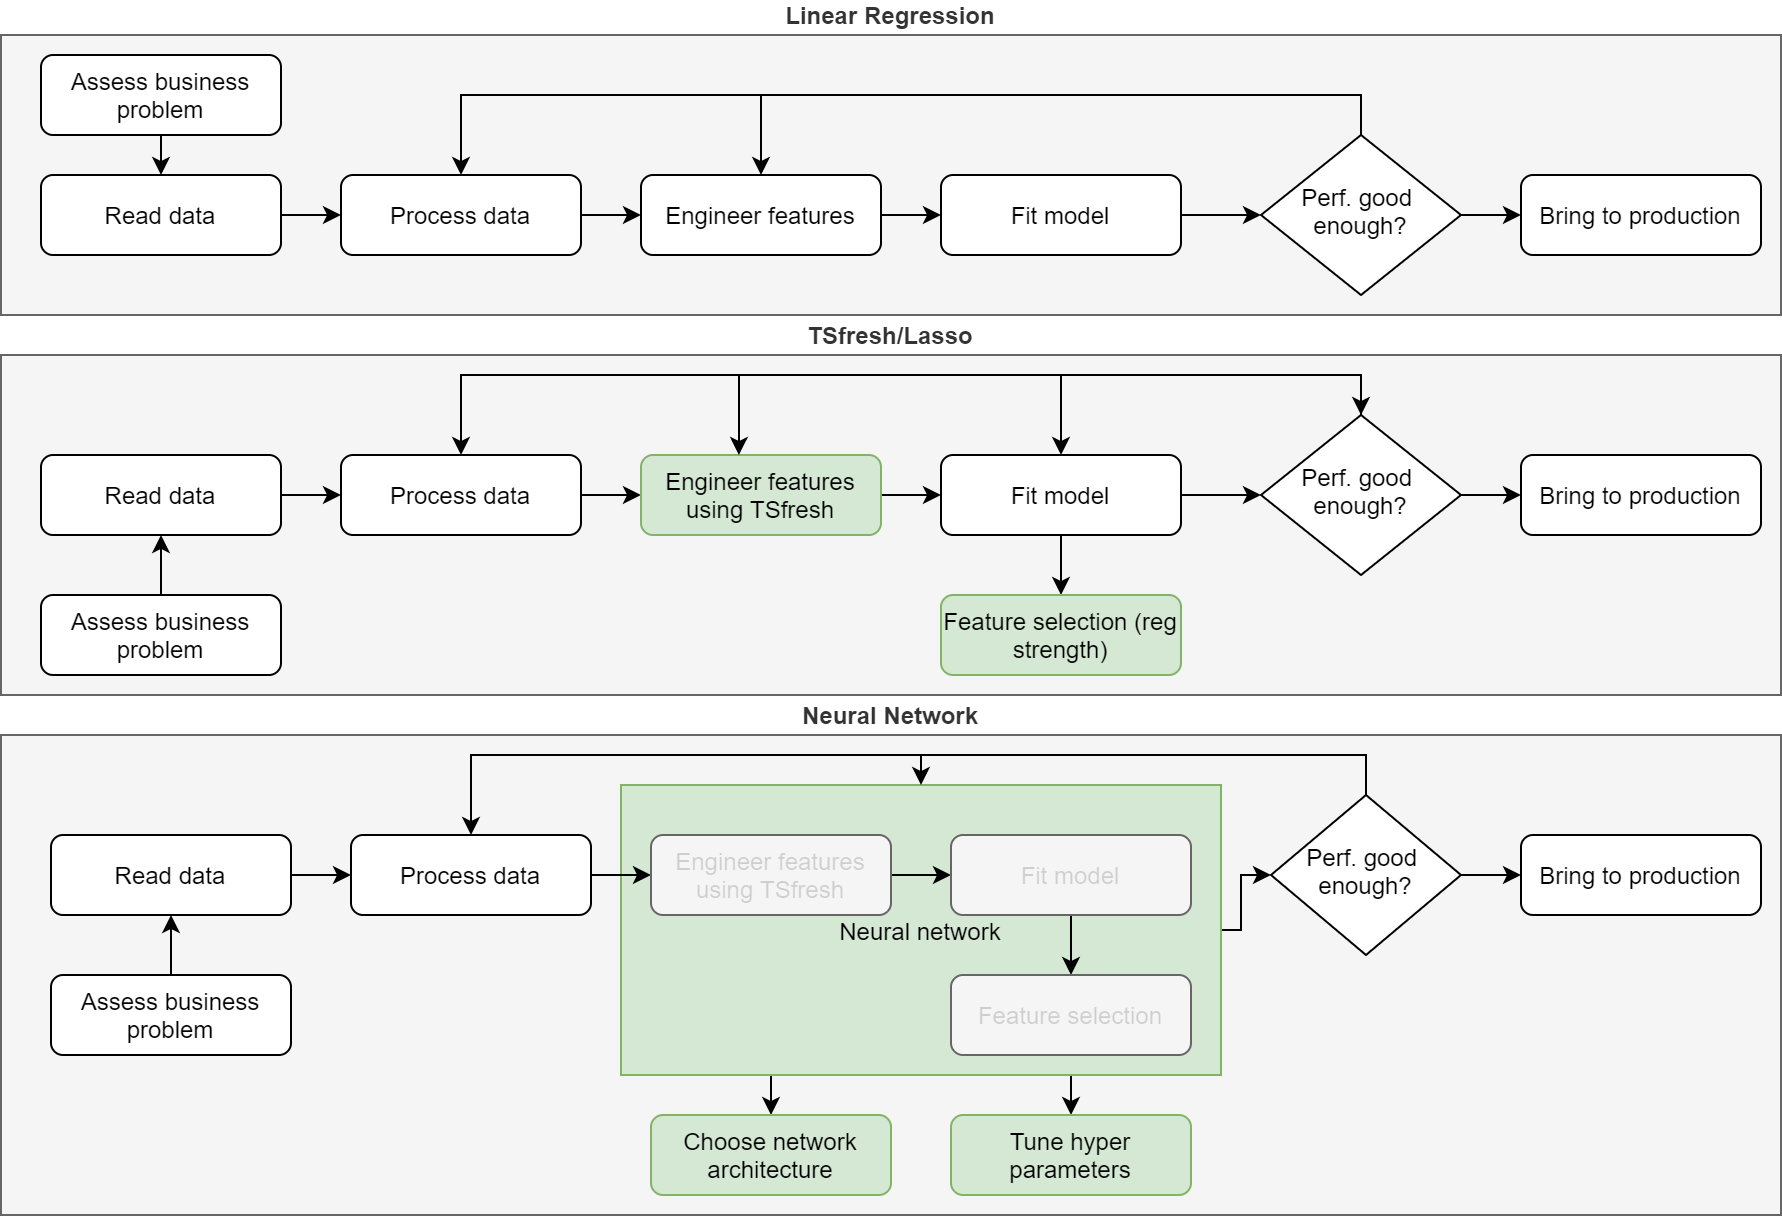 Linear Regression
Assess business
problem
Read data
Process data
Engineer features
Fit model
Perf. good
enough?
Bring to production
TSfresh/Lasso
Read data
Process data
Engineer features
using TSfresh
Fit model
Perf. good
enough?
Bring to production
Assess business
problem
Feature selection (reg
strength)
Neural Network
Read data
Process data
Engineer features
using TSfresh
Fit model
Perf. good
enough?
Bring to production
Neural network
Assess business
problem
Feature selection
Choose network
architecture
Tune hyper
parameters